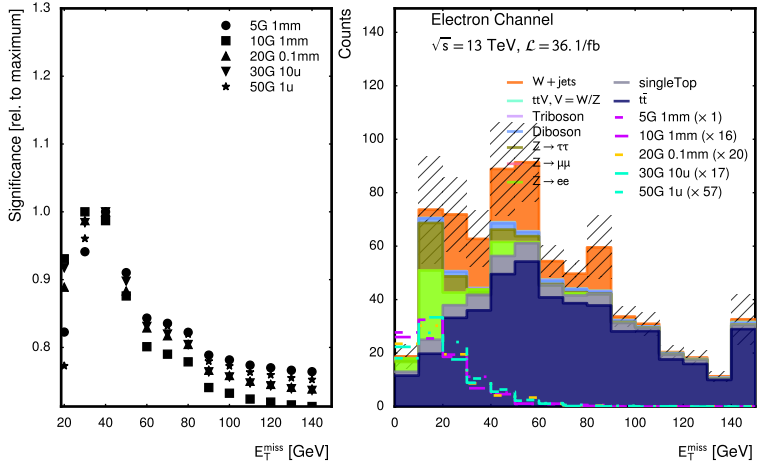 Significance [rel. to maximum]
1.3
1.2
1.1
1.0
0.9
0.8
5G 1mm
10G 1mm
20G 0.1mm
30G 10u
50G 1u
20 40 60 80 100 120 140
E_T^miss [GeV]
Counts
140
120
100
80
60
40
20
0
Electron Channel
√s = 13 TeV, ℒ = 36.1/fb
W + jets
ttV, V = W/Z
Triboson
Diboson
Z → ττ
Z → μμ
Z → ee
singleTop
tt̄
5G 1mm (× 1)
10G 1mm (× 16)
20G 0.1mm (× 20)
30G 10u (× 17)
50G 1u (× 57)
0 20 40 60 80 100 120 140
E_T^miss [GeV]